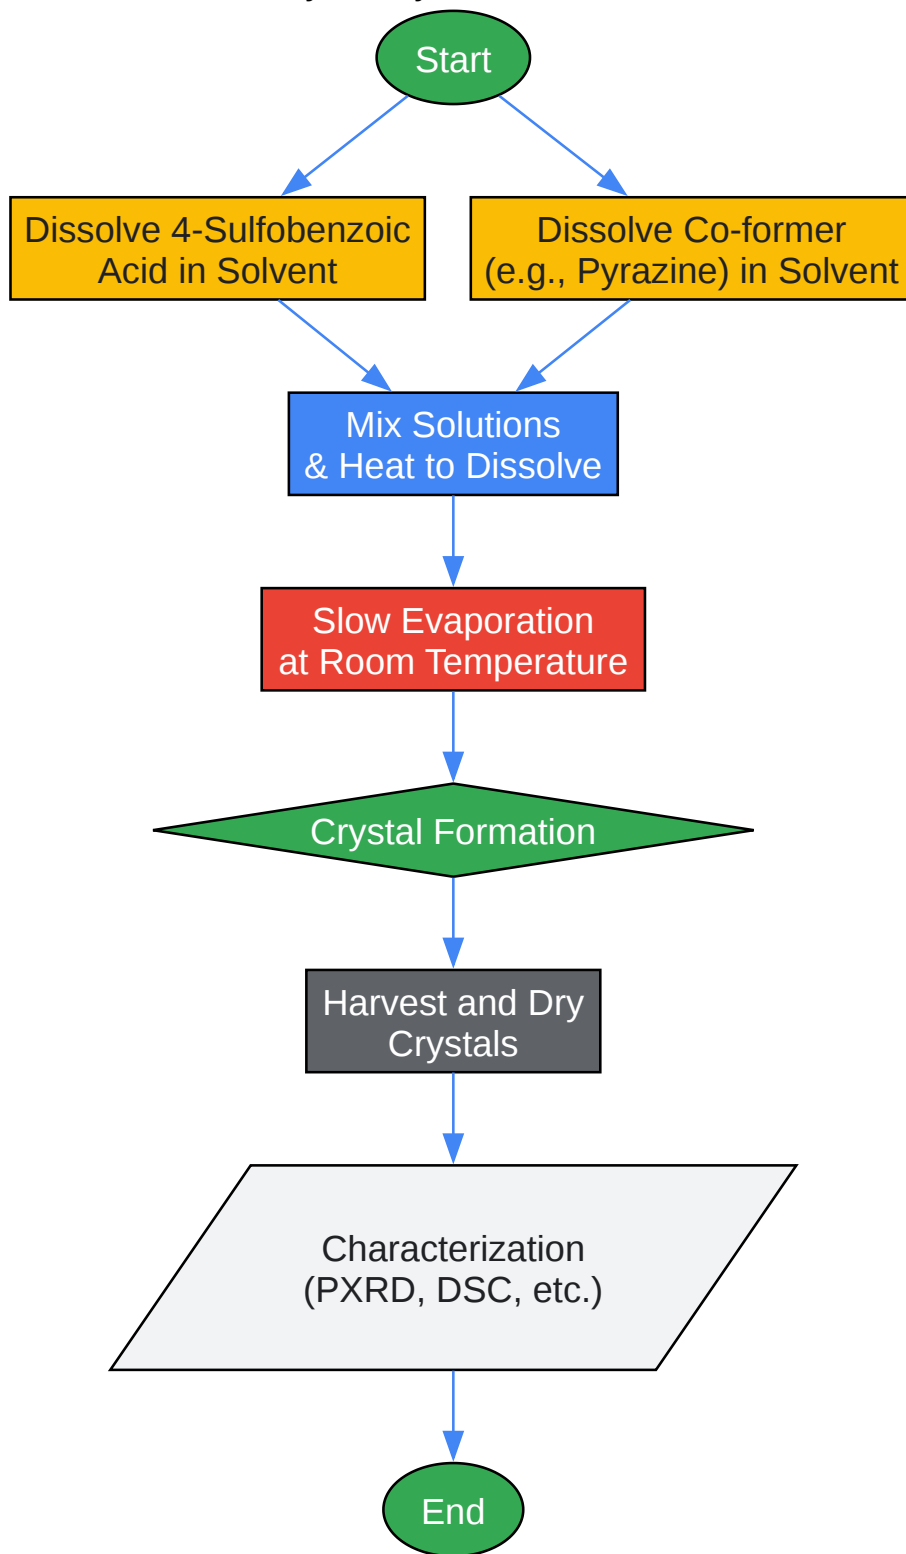 Start
Dissolve 4-Sulfobenzoic
Acid in Solvent
Dissolve Co-former
(e.g., Pyrazine) in Solvent
Mix Solutions
& Heat to Dissolve
Slow Evaporation
at Room Temperature
Crystal Formation
Harvest and Dry
Crystals
Characterization
(PXRD, DSC, etc.)
End